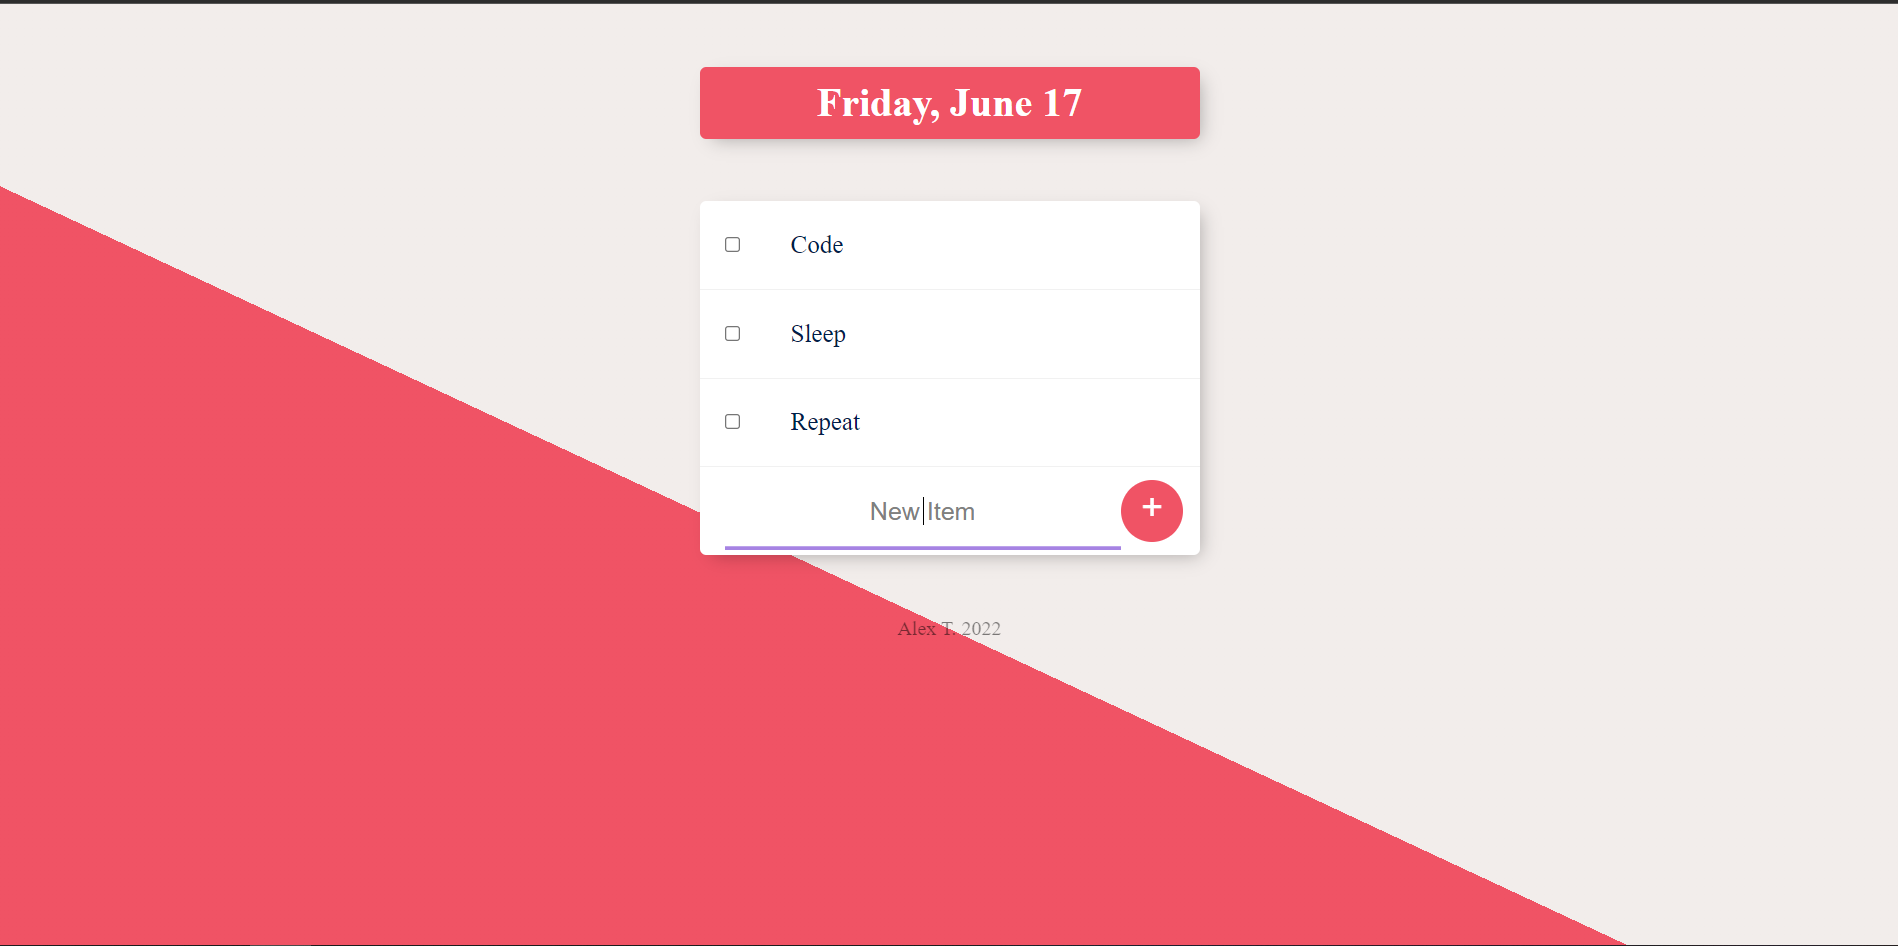 Friday, June 17
Code
Sleep
Repeat
New Item
+
Alex T. 2022